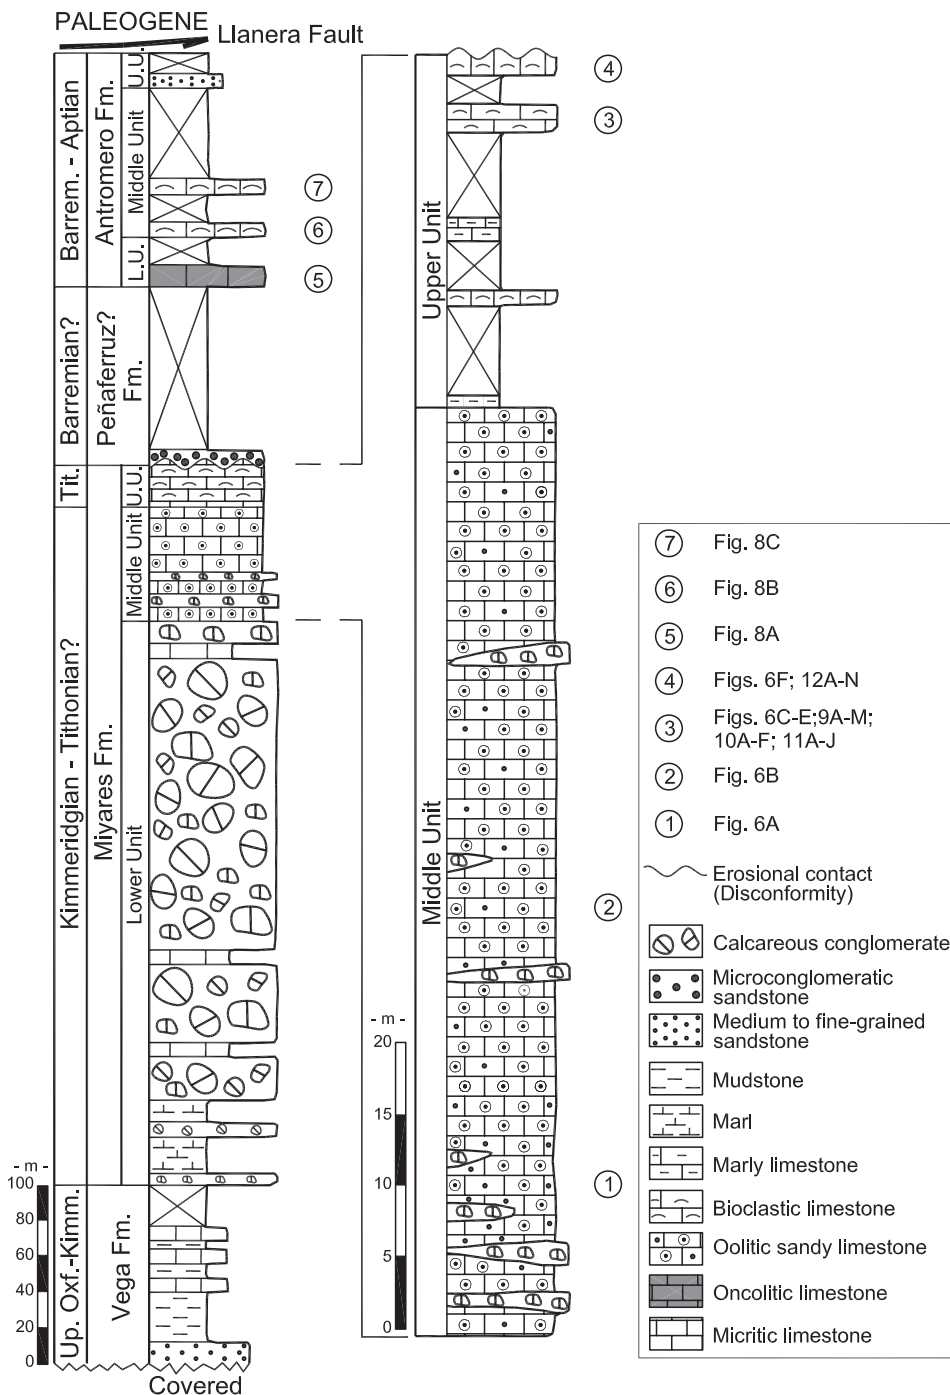 PALEOGENE
Llanera Fault
Barrem. - Aptian
Antromero Fm.
U.U.
Middle Unit
L.U.
7
6
5
Barremian?
Peñaferruz?
Fm.
Tit.
Kimmeridgian - Tithonian?
Miyares Fm.
U.U.
Middle Unit
Lower Unit
Up. Oxf.-Kimm.
Vega Fm.
- m -
100
80
60
40
20
0
Covered
Upper Unit
Middle Unit
4
3
2
1
- m -
20
15
10
5
0
7 Fig. 8C
6 Fig. 8B
5 Fig. 8A
4 Figs. 6F; 12A-N
3 Figs. 6C-E;9A-M;
10A-F; 11A-J
2 Fig. 6B
1 Fig. 6A
Erosional contact
(Disconformity)
Calcareous conglomerate
Microconglomeratic
sandstone
Medium to fine-grained
sandstone
Mudstone
Marl
Marly limestone
Bioclastic limestone
Oolitic sandy limestone
Oncolitic limestone
Micritic limestone